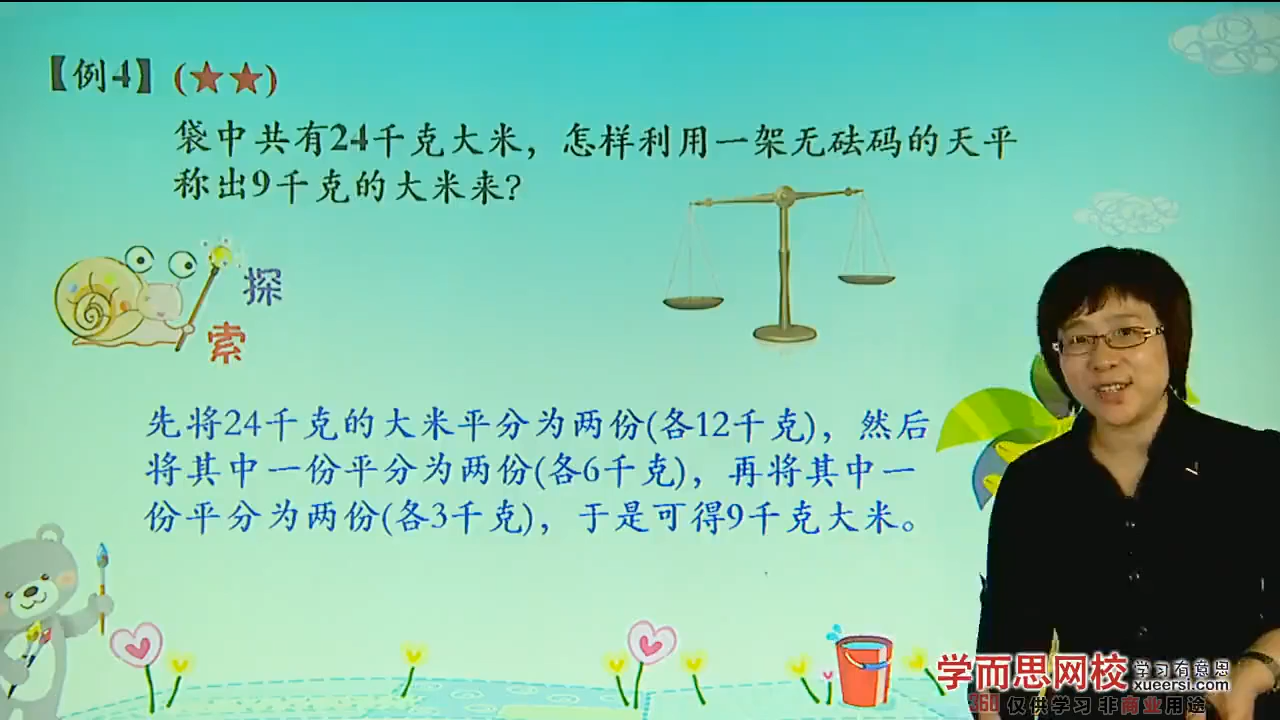 【例4】(★★)
袋中共有24千克大米，怎样利用一架无砝码的天平
称出9千克的大米来?
探
索
先将24千克的大米平分为两份(各12千克)，然后
将其中一份平分为两份(各6千克)，再将其中一
份平分为两份(各3千克)，于是可得9千克大米。
学而思网校 学习有意思
xueersi.com
360 仅供学习 非商业用途